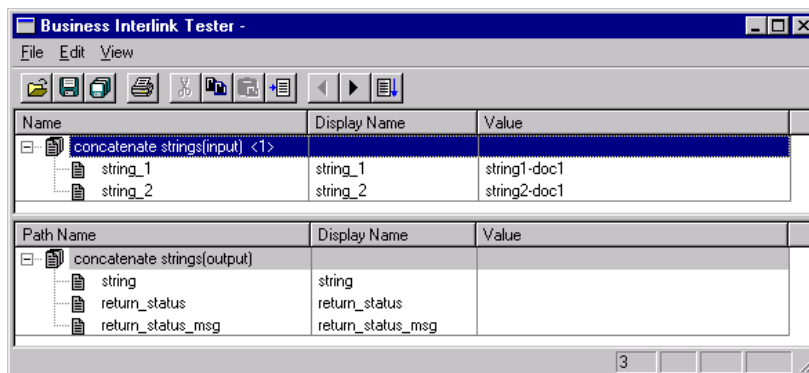 Business Interlink Tester -
File Edit View
Name Display Name Value
concatenate strings(input) <1>
string_1 string_1 string1-doc1
string_2 string_2 string2-doc1
Path Name Display Name Value
concatenate strings(output)
string string
return_status return_status
return_status_msg return_status_msg
3